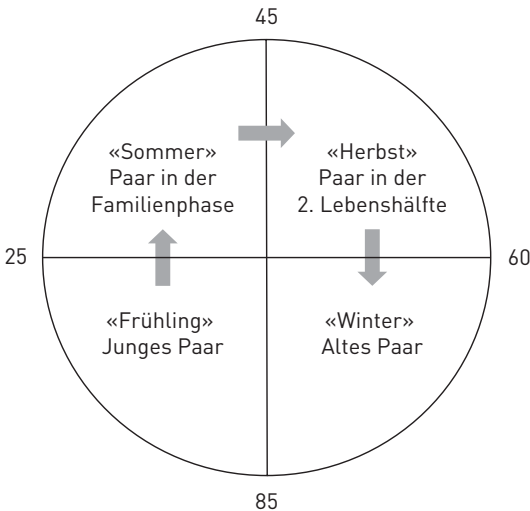 45
«Sommer»
Paar in der
Familienphase
«Herbst»
Paar in der
2. Lebenshälfte
25
60
«Frühling»
Junges Paar
«Winter»
Altes Paar
85